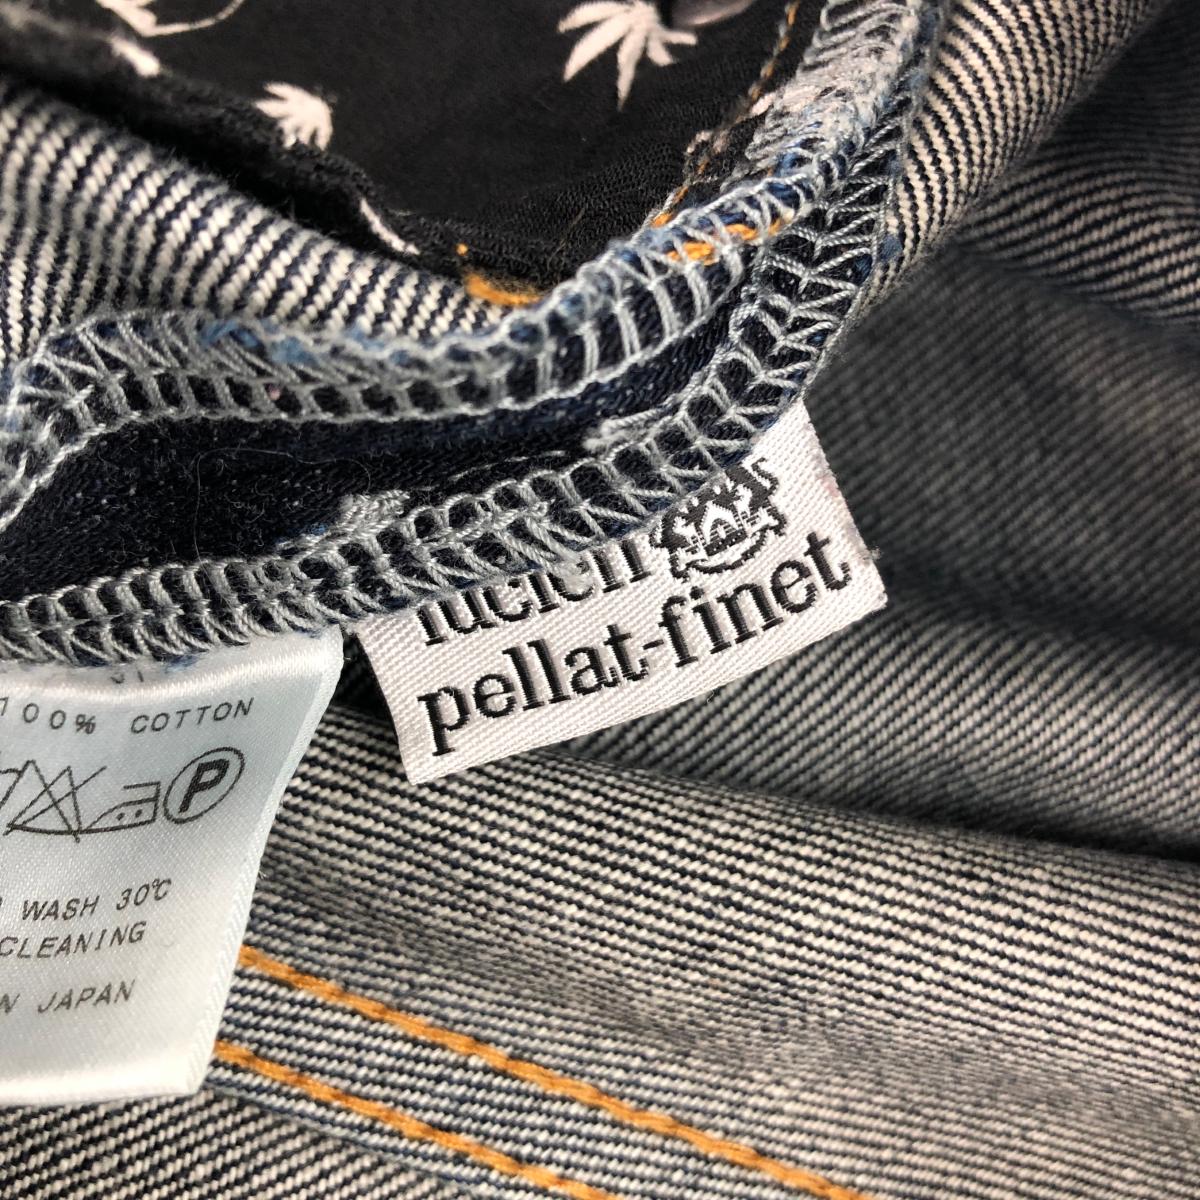 lucien
pellat-finet
100% COTTON
P
WASH 30℃
CLEANING
JAPAN